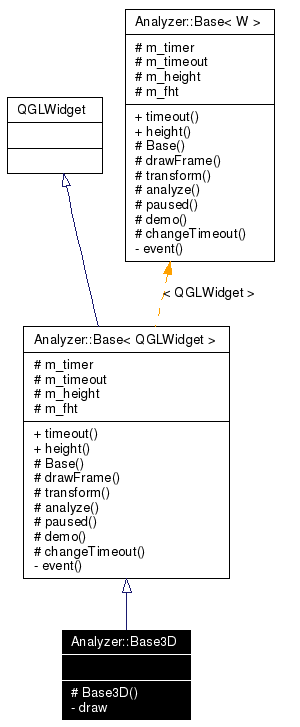 Analyzer::Base< W >
# m_timer
# m_timeout
# m_height
# m_fht
+ timeout()
+ height()
# Base()
# drawFrame()
# transform()
# analyze()
# paused()
# demo()
# changeTimeout()
- event()
QGLWidget
< QGLWidget >
Analyzer::Base< QGLWidget >
# m_timer
# m_timeout
# m_height
# m_fht
+ timeout()
+ height()
# Base()
# drawFrame()
# transform()
# analyze()
# paused()
# demo()
# changeTimeout()
- event()
Analyzer::Base3D
# Base3D()
- draw